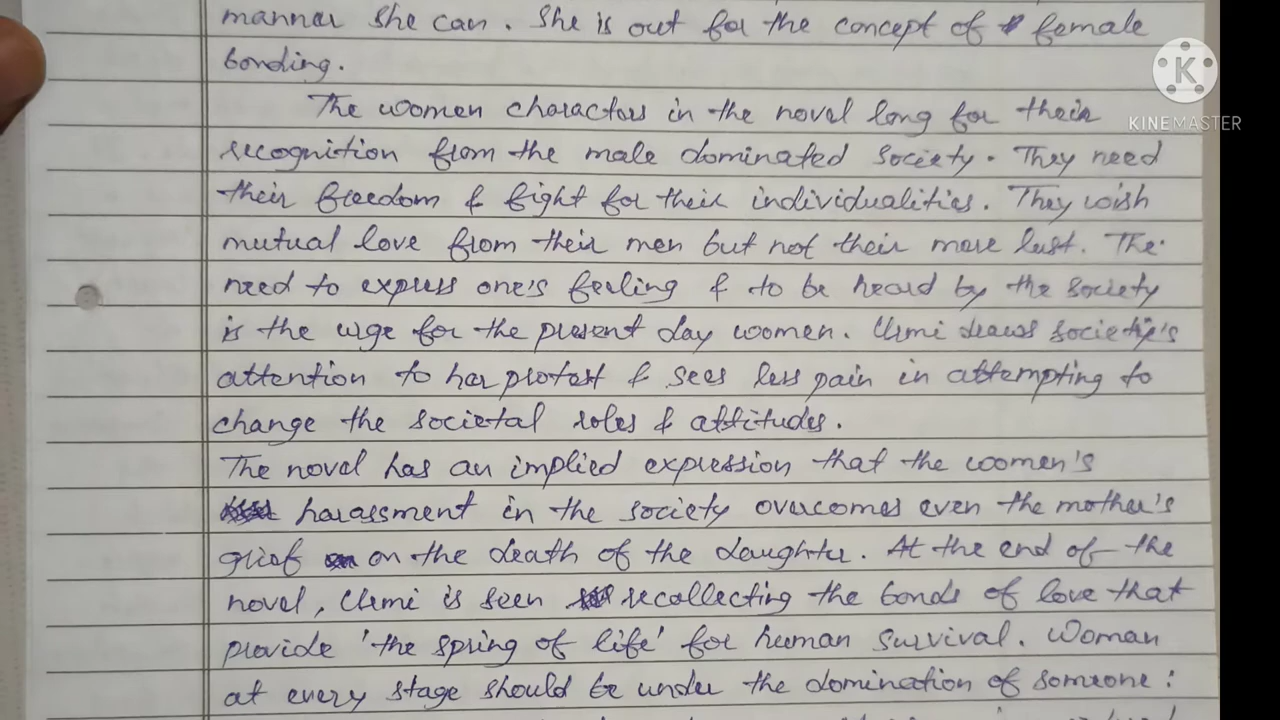 manner she can. She is out for the concept of female
bonding.
The women characters in the novel long for their
recognition from the male dominated society. They need
their freedom & fight for their individualities. They wish
mutual love from their men but not their mere lust. The
need to express one's feeling & to be heard by the society
is the urge for the present day women. Urmi draws society's
attention to her protest & sees less pain in attempting to
change the societal roles & attitudes.
The novel has an implied expression that the women's
harassment in the society overcomes even the mother's
grief on the death of the daughter. At the end of the
novel, Urmi is seen recollecting the bonds of love that
provide 'the spring of life' for human survival. Woman
at every stage should be under the domination of someone:
K
KINEMASTER